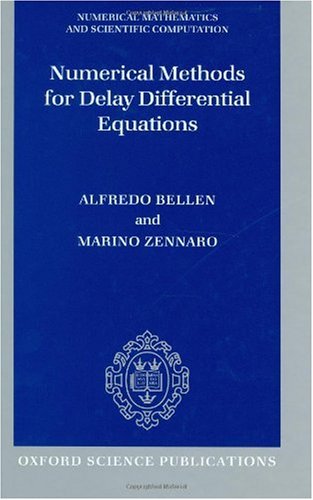 NUMERICAL MATHEMATICS
AND SCIENTIFIC COMPUTATION
Numerical Methods
for Delay Differential
Equations
ALFREDO BELLEN
and
MARINO ZENNARO
OXFORD SCIENCE PUBLICATIONS